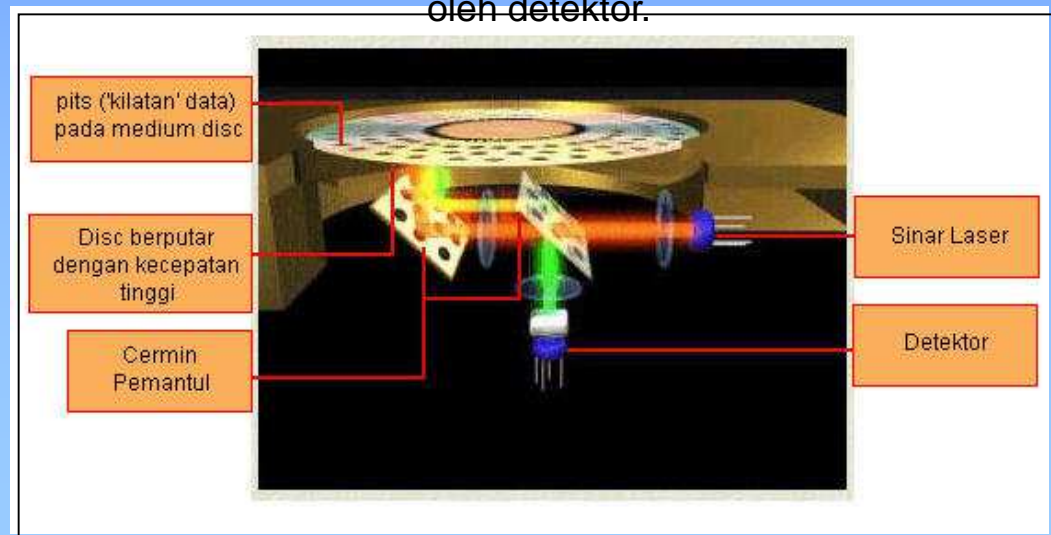 oleh detektor.
pits ('kilatan' data)
pada medium disc
Disc berputar
dengan kecepatan
tinggi
Cermin
Pemantul
Sinar Laser
Detektor